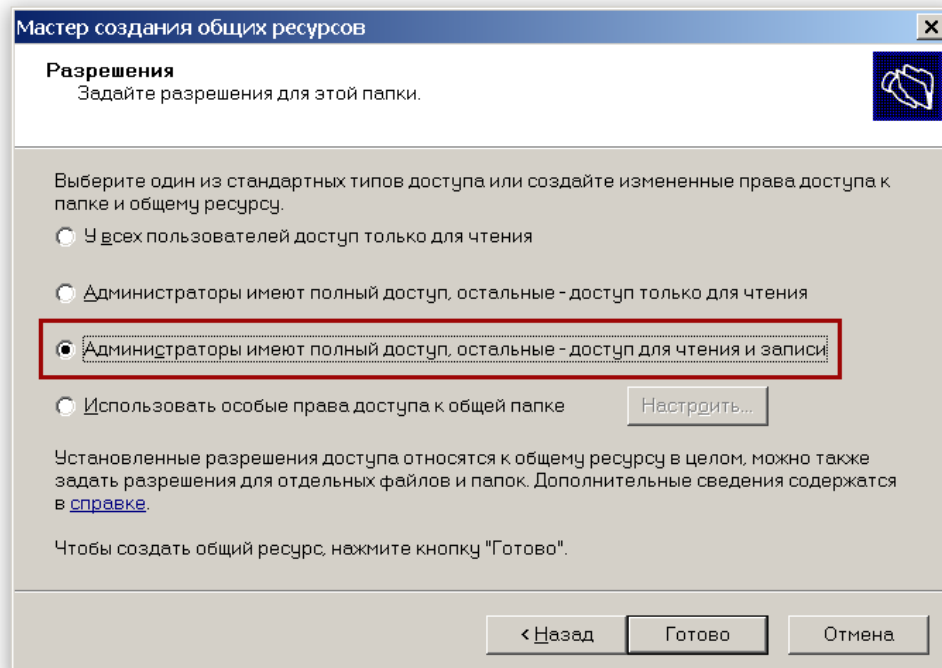 Мастер создания общих ресурсов
Разрешения
Задайте разрешения для этой папки.
Выберите один из стандартных типов доступа или создайте измененные права доступа к
папке и общему ресурсу.
У всех пользователей доступ только для чтения
Администраторы имеют полный доступ, остальные - доступ только для чтения
Администраторы имеют полный доступ, остальные - доступ для чтения и записи
Использовать особые права доступа к общей папке
Настроить...
Установленные разрешения доступа относятся к общему ресурсу в целом, можно также
задать разрешения для отдельных файлов и папок. Дополнительные сведения содержатся
в справке.
Чтобы создать общий ресурс, нажмите кнопку "Готово".
< Назад
Готово
Отмена